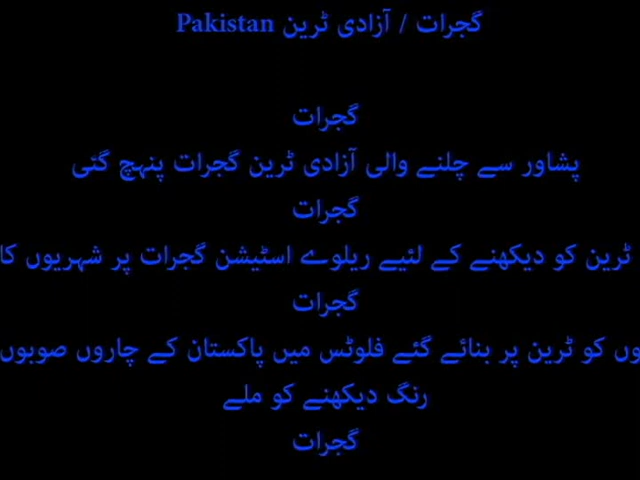 گجرات / آزادی ٹرین Pakistan
گجرات
پشاور سے چلنے والی آزادی ٹرین گجرات پہنچ گئی
گجرات
ٹرین کو دیکھنے کے لئیے ریلوے اسٹیشن گجرات پر شہریوں کا
گجرات
کو ٹرین پر بنائے گئے فلوٹس میں پاکستان کے چاروں صوبوں
رنگ دیکھنے کو ملے
گجرات